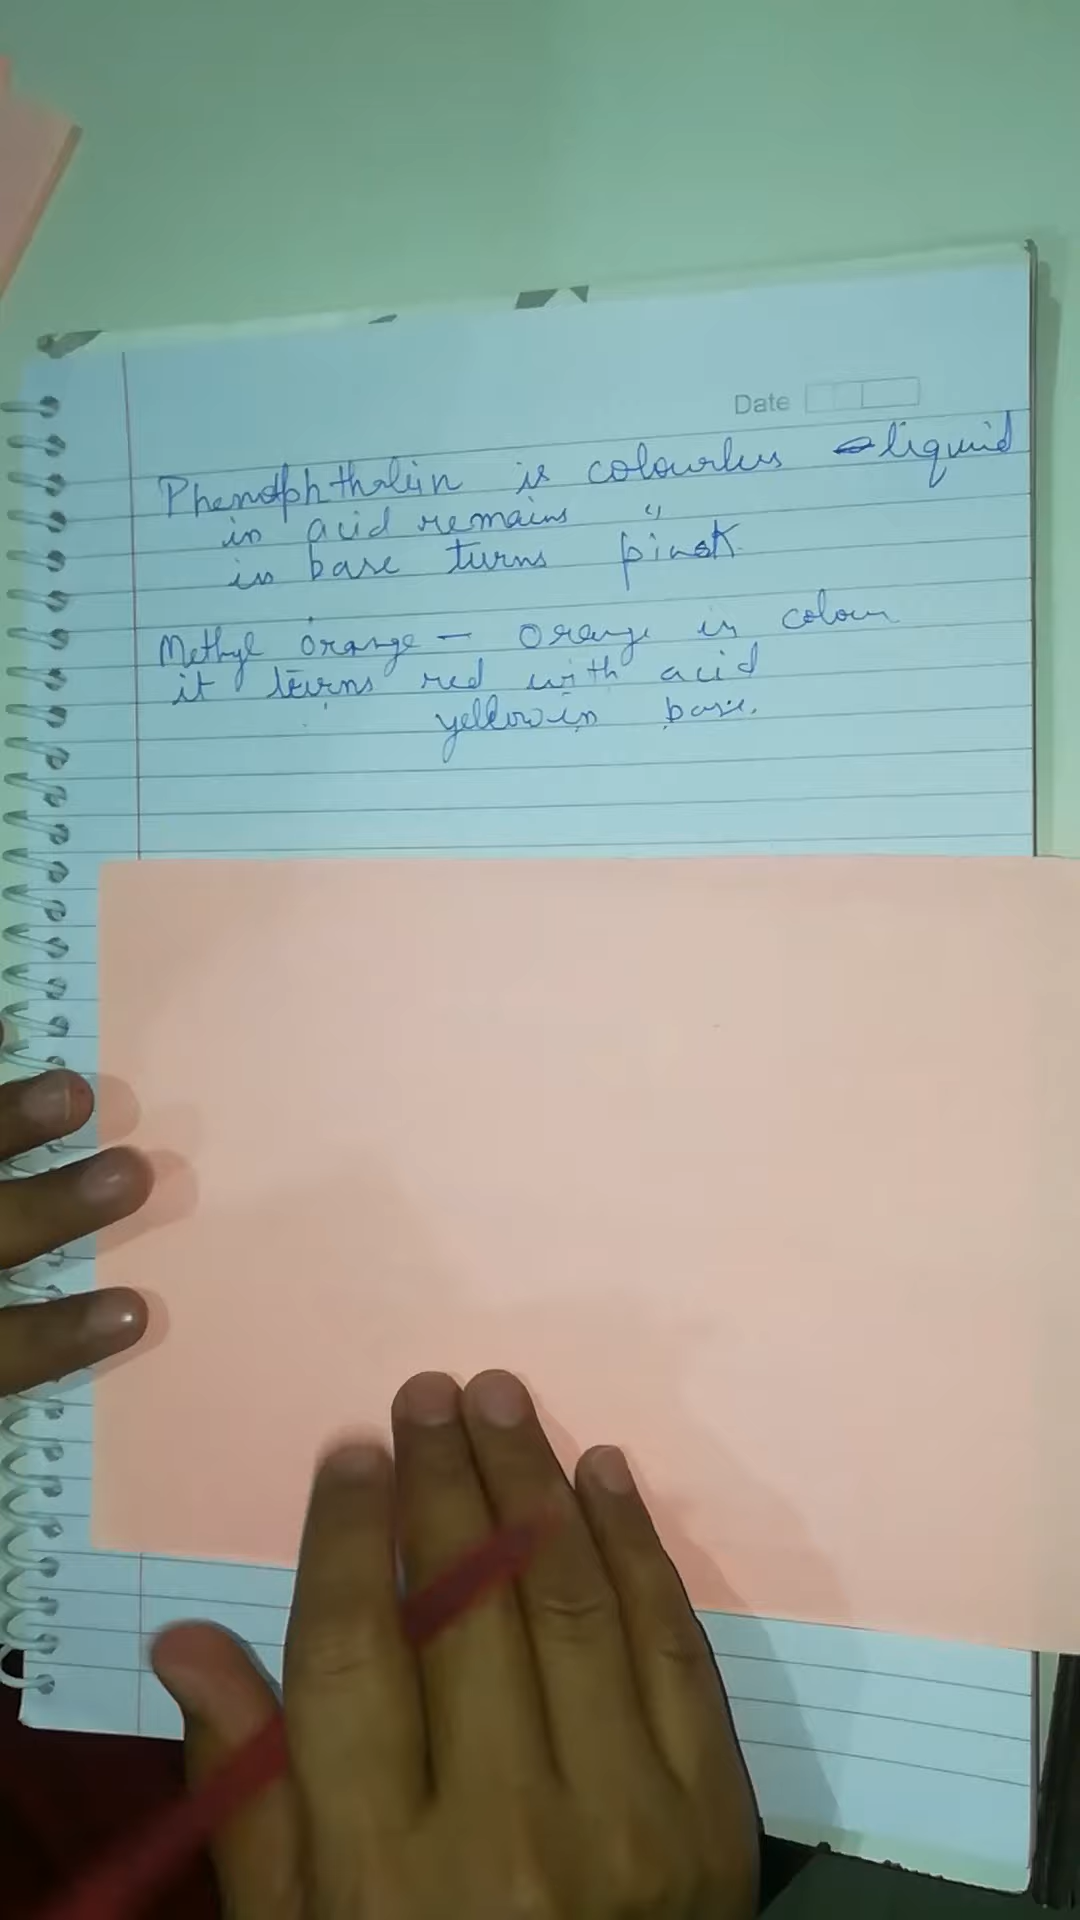 Date
Phenolphthalein is colourless liquid
in acid remains "
in base turns pink.
Methyl orange - orange in colour
it turns red with acid
yellow in base.